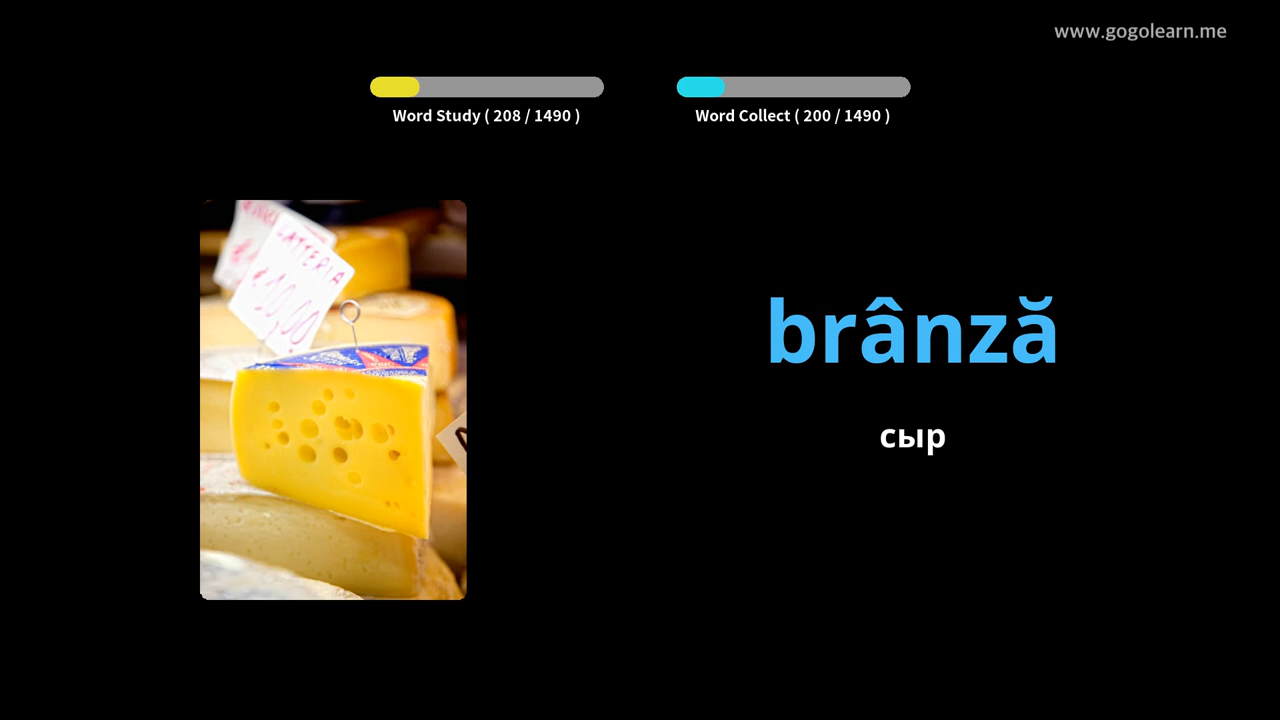 www.gogolearn.me
Word Study ( 208 / 1490 )
Word Collect ( 200 / 1490 )
LATTERIA
brânză
сыр